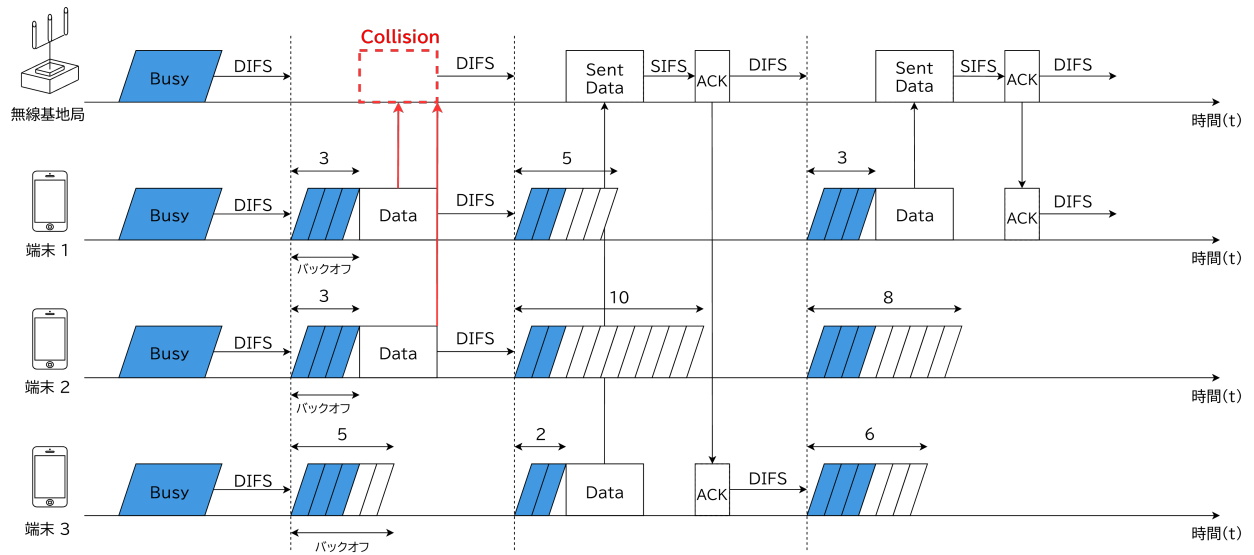 Collision
Busy
DIFS
DIFS
Sent
Data
SIFS
ACK
DIFS
Sent
Data
SIFS
ACK
DIFS
無線基地局
時間(t)
3
5
3
Busy
DIFS
Data
DIFS
Data
ACK
DIFS
端末 1
バックオフ
時間(t)
3
10
8
Busy
DIFS
Data
DIFS
端末 2
バックオフ
時間(t)
5
2
6
Busy
DIFS
Data
ACK
DIFS
端末 3
バックオフ
時間(t)